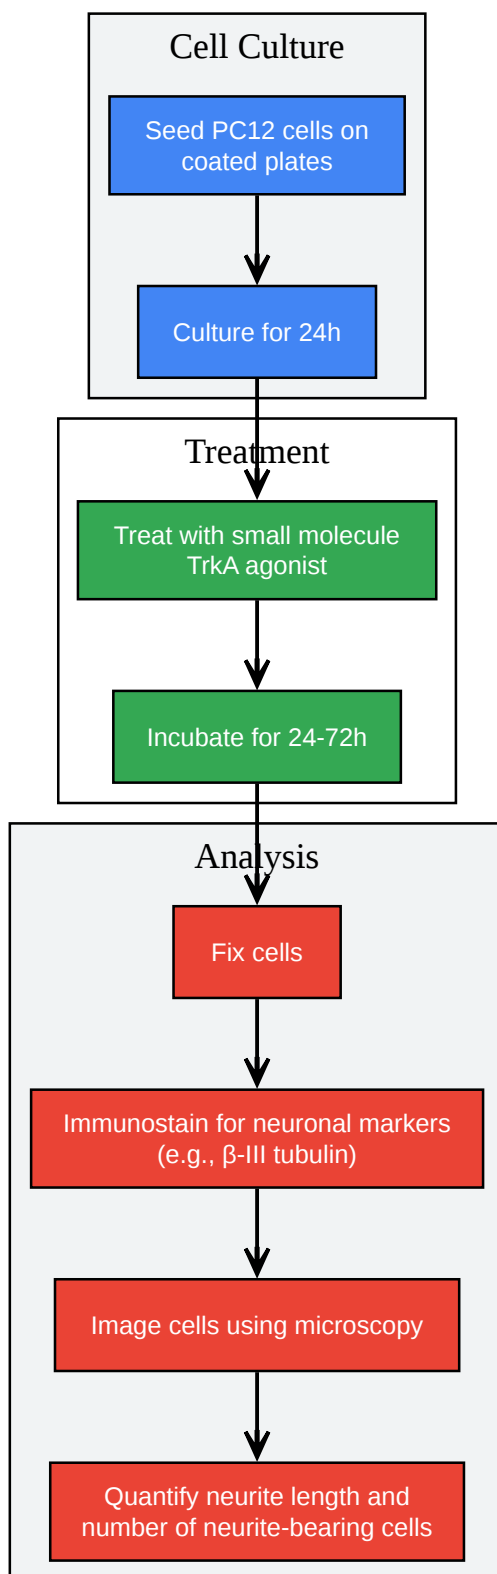 Cell Culture
Seed PC12 cells on
coated plates
Culture for 24h
Treatment
Treat with small molecule
TrkA agonist
Incubate for 24-72h
Analysis
Fix cells
Immunostain for neuronal markers
(e.g., β-III tubulin)
Image cells using microscopy
Quantify neurite length and
number of neurite-bearing cells